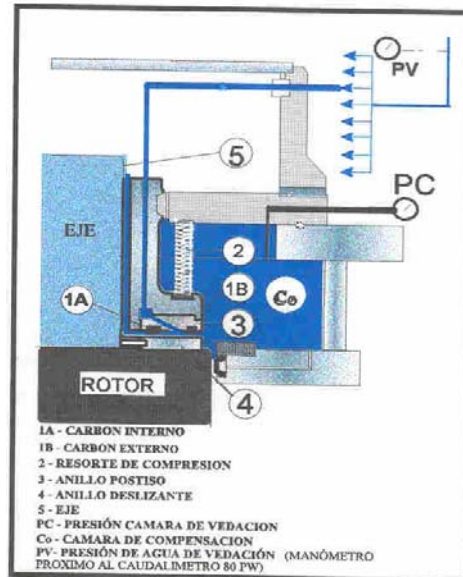 PV
PC
5
EJE
2
1A
1B
Co
3
ROTOR
4
1A - CARBON INTERNO
1B - CARBON EXTERNO
2 - RESORTE DE COMPRESION
3 - ANILLO POSTISO
4 - ANILLO DESLIZANTE
5 - EJE
PC - PRESIÓN CAMARA DE VEDACION
Co - CAMARA DE COMPENSACION
PV- PRESIÓN DE AGUA DE VEDACIÓN (MANÓMETRO
PROXIMO AL CAUDALIMETRO 80 PW)